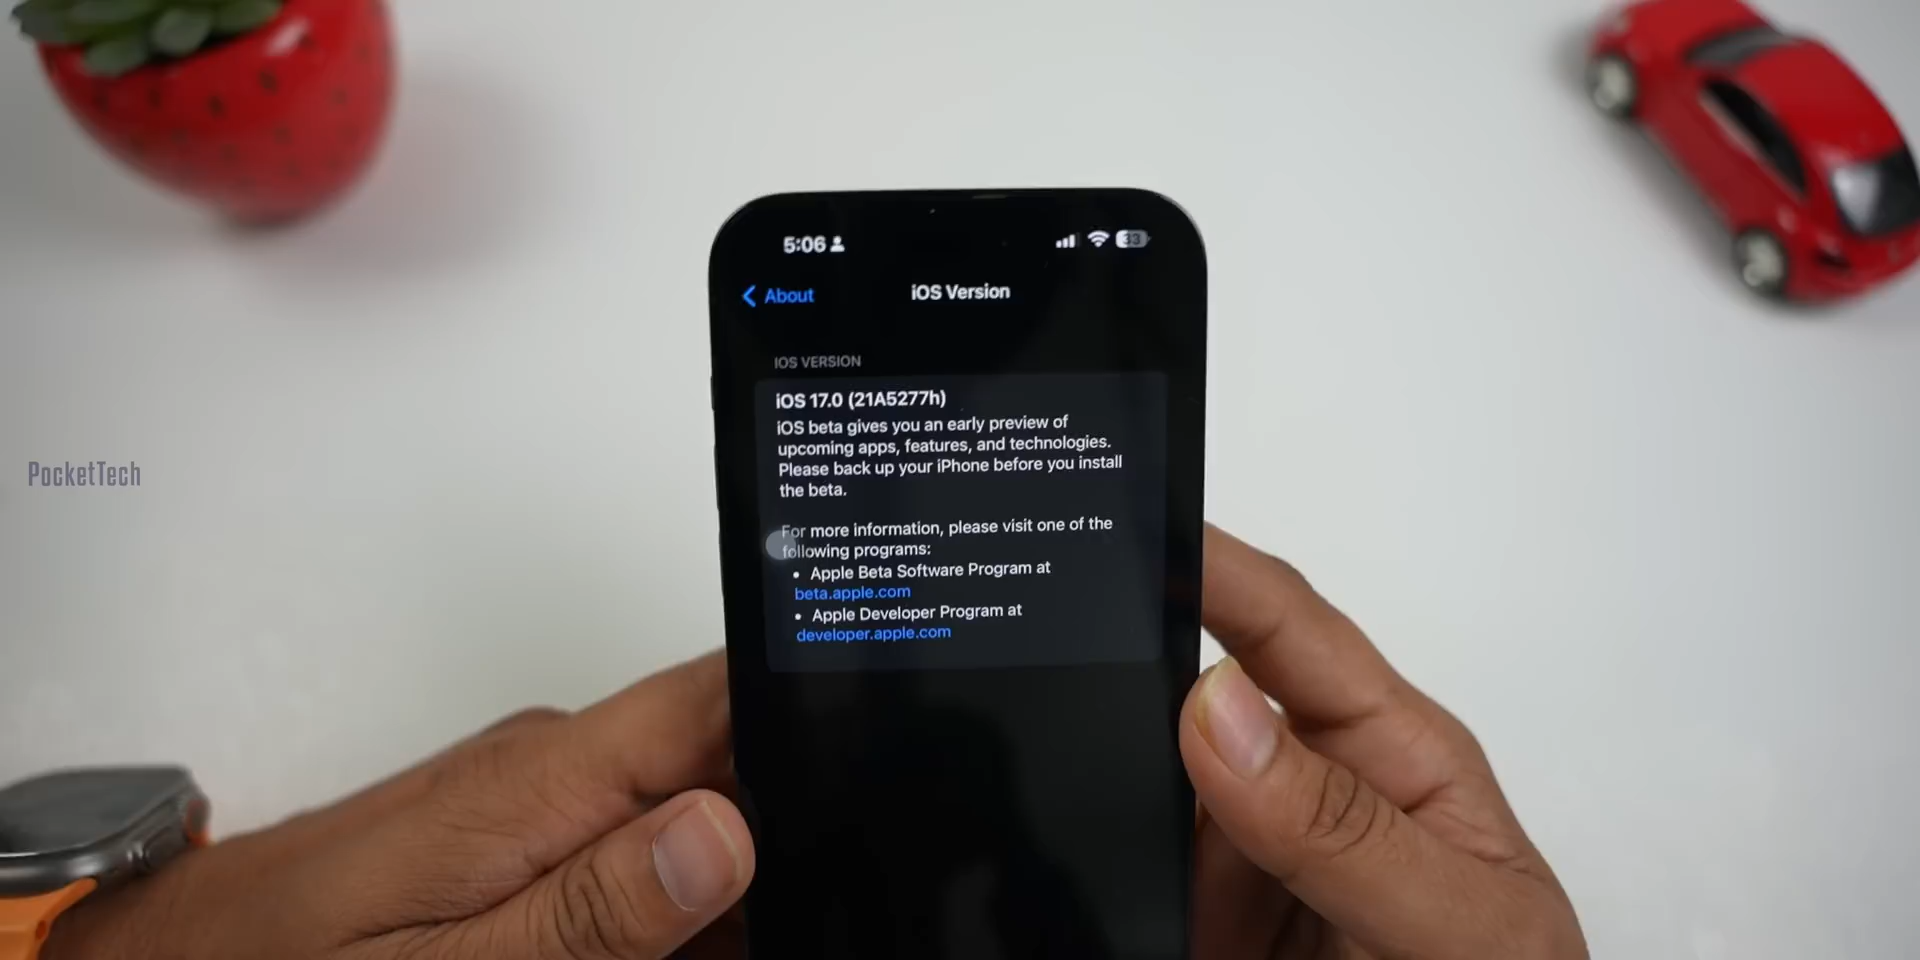 5:06
33
About
iOS Version
IOS VERSION
iOS 17.0 (21A5277h)
iOS beta gives you an early preview of
upcoming apps, features, and technologies.
Please back up your iPhone before you install
the beta.
For more information, please visit one of the
following programs:
• Apple Beta Software Program at
beta.apple.com
• Apple Developer Program at
developer.apple.com
PocketTech